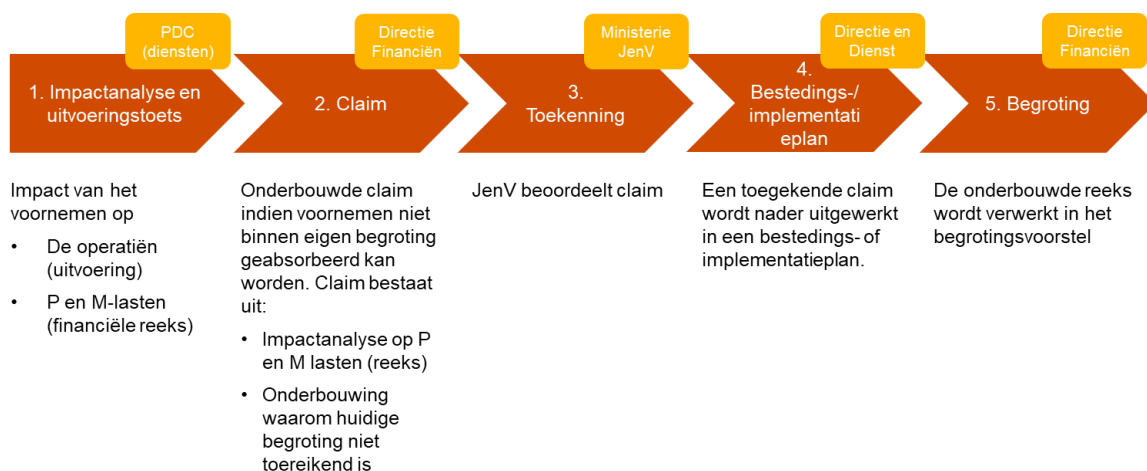 PDC
(diensten)
1. Impactanalyse en
uitvoeringstoets
Impact van het
voornemen op
• De operatiën
(uitvoering)
• P en M-lasten
(financiële reeks)
Directie
Financiën
2. Claim
Onderbouwde claim
indien voornemen niet
binnen eigen begroting
geabsorbeerd kan
worden. Claim bestaat
uit:
• Impactanalyse op P
en M lasten (reeks)
• Onderbouwing
waarom huidige
begroting niet
toereikend is
Ministerie
JenV
3.
Toekenning
JenV beoordeelt claim
Directie en
Dienst
4.
Bestedings-/
implementati
eplan
Een toegekende claim
wordt nader uitgewerkt
in een bestedings- of
implementatieplan.
Directie
Financiën
5. Begroting
De onderbouwde reeks
wordt verwerkt in het
begrotingsvoorstel